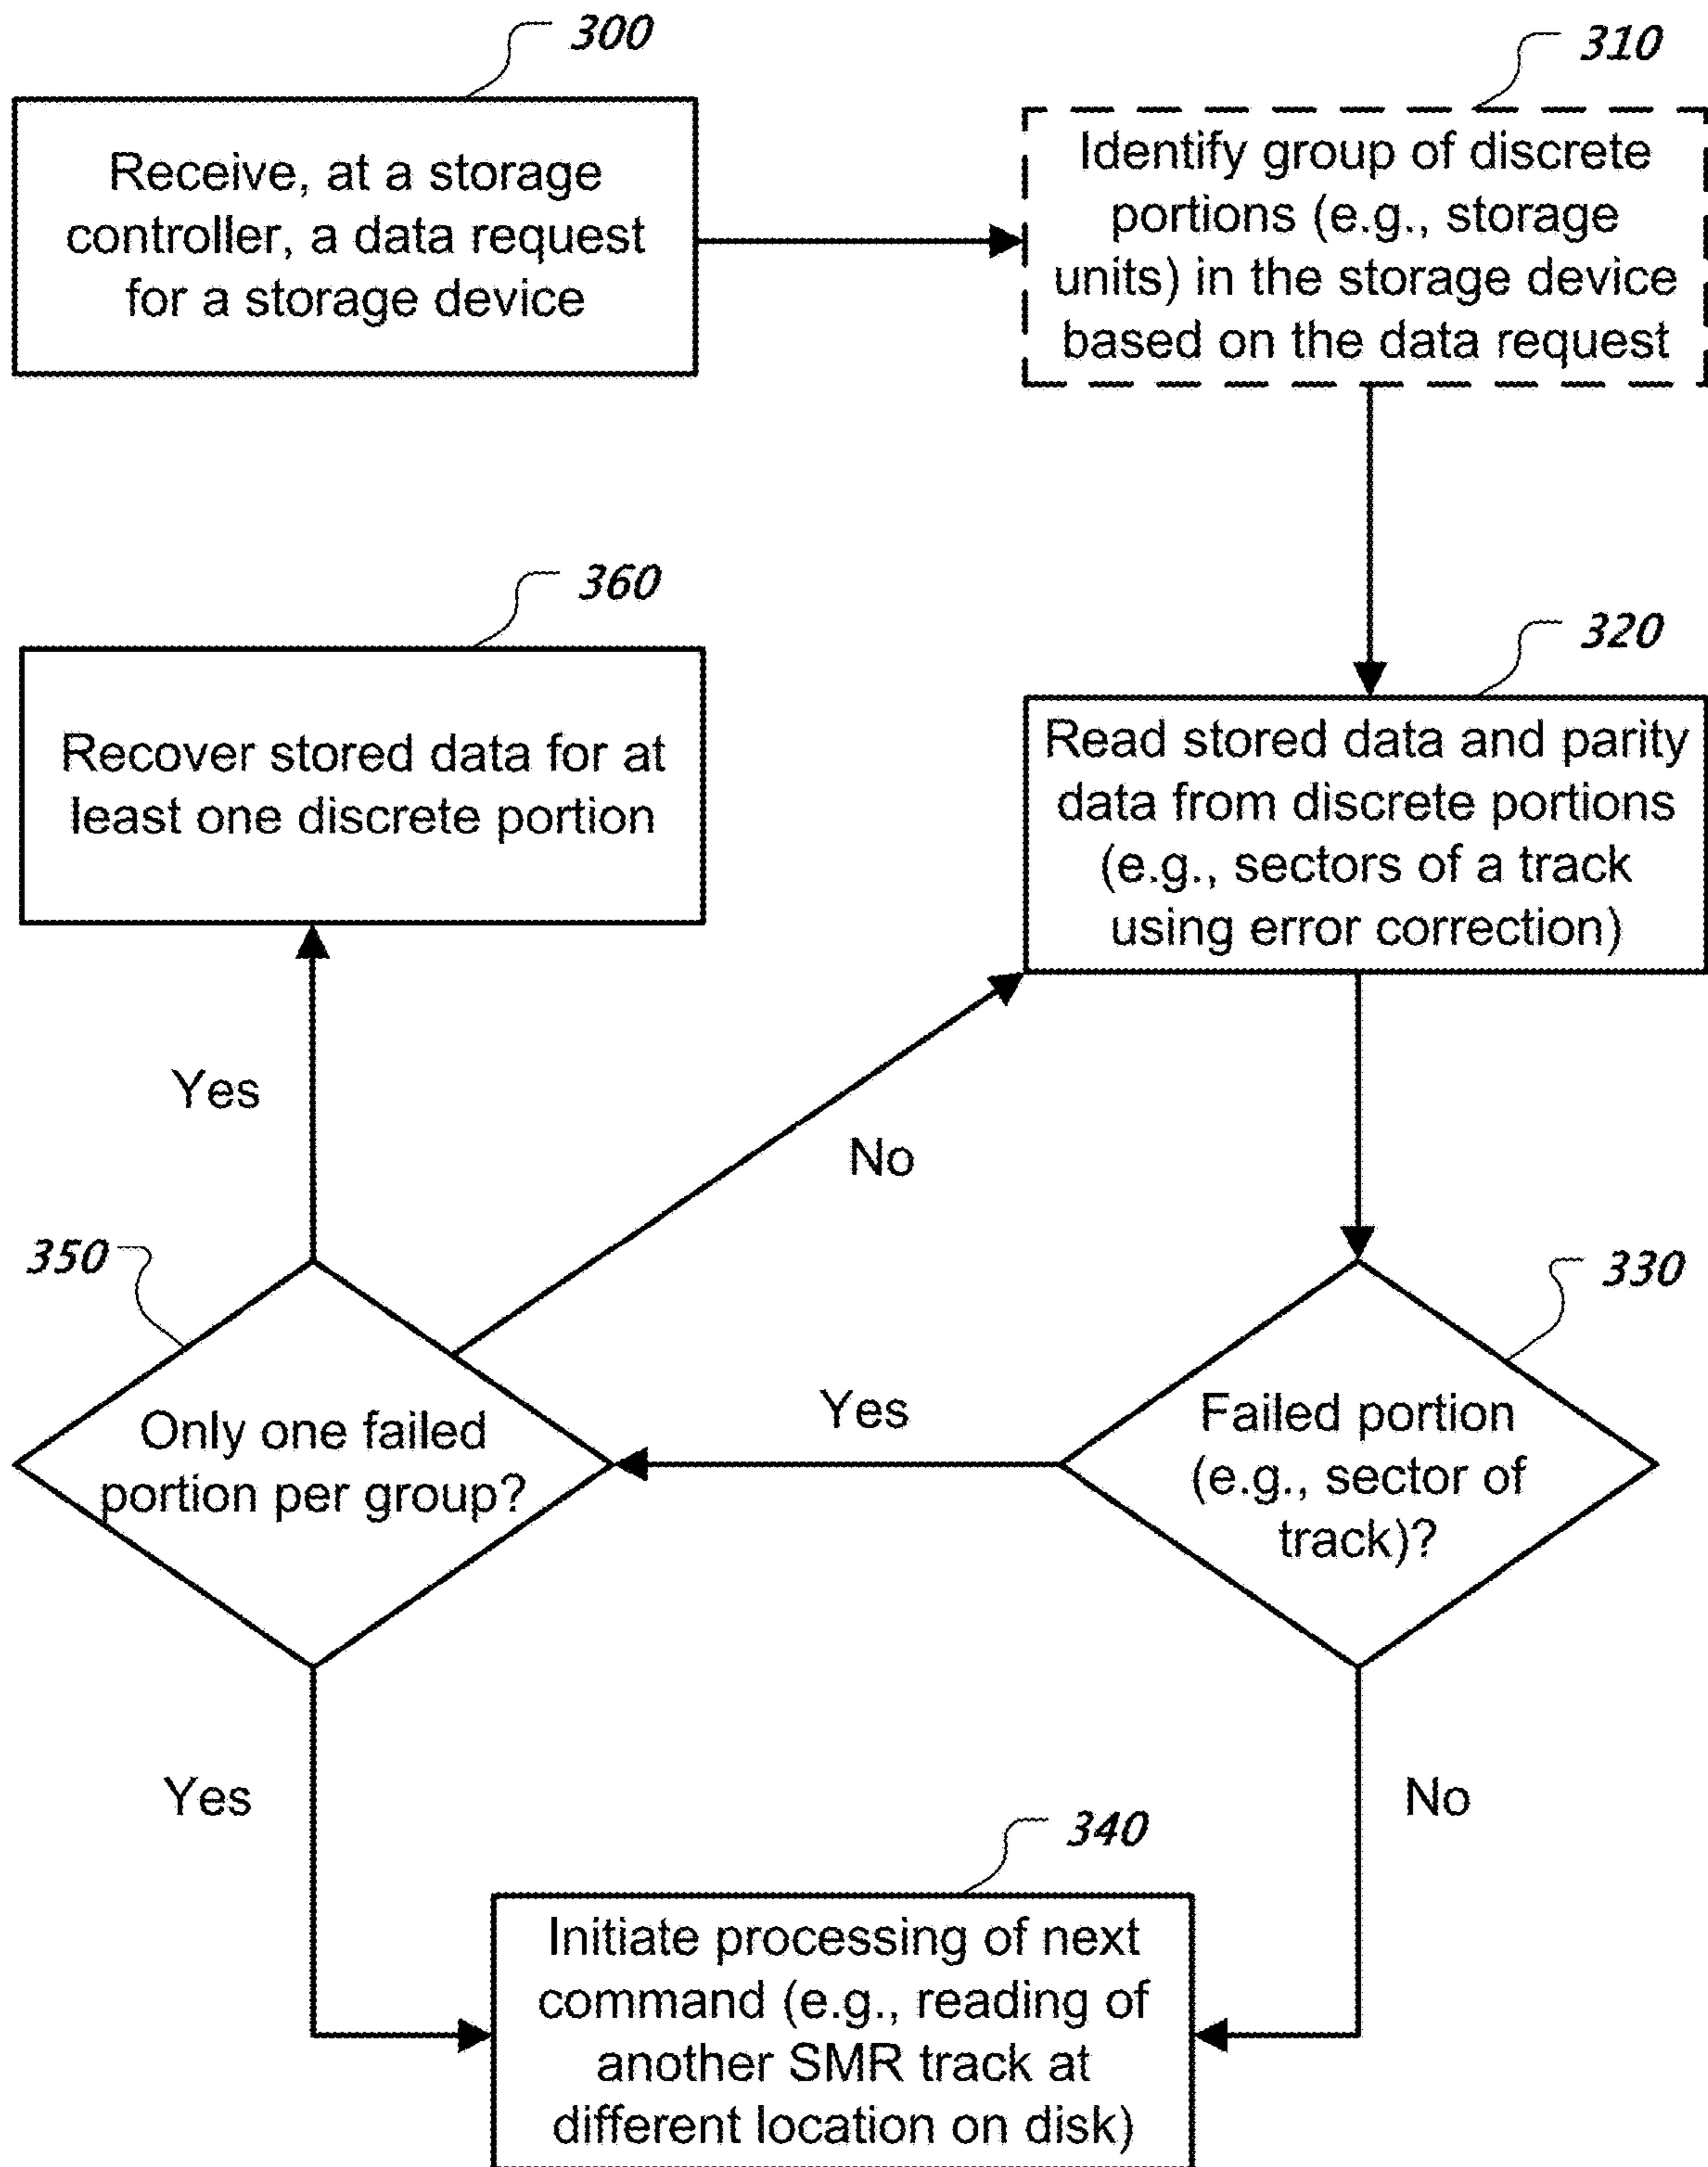 300
Receive, at a storage
controller, a data request
for a storage device
310
Identify group of discrete
portions (e.g., storage
units) in the storage device
based on the data request
320
Read stored data and parity
data from discrete portions
(e.g., sectors of a track
using error correction)
360
Recover stored data for at
least one discrete portion
Yes
No
350
Only one failed
portion per group?
Yes
330
Failed portion
(e.g., sector of
track)?
Yes
No
340
Initiate processing of next
command (e.g., reading of
another SMR track at
different location on disk)